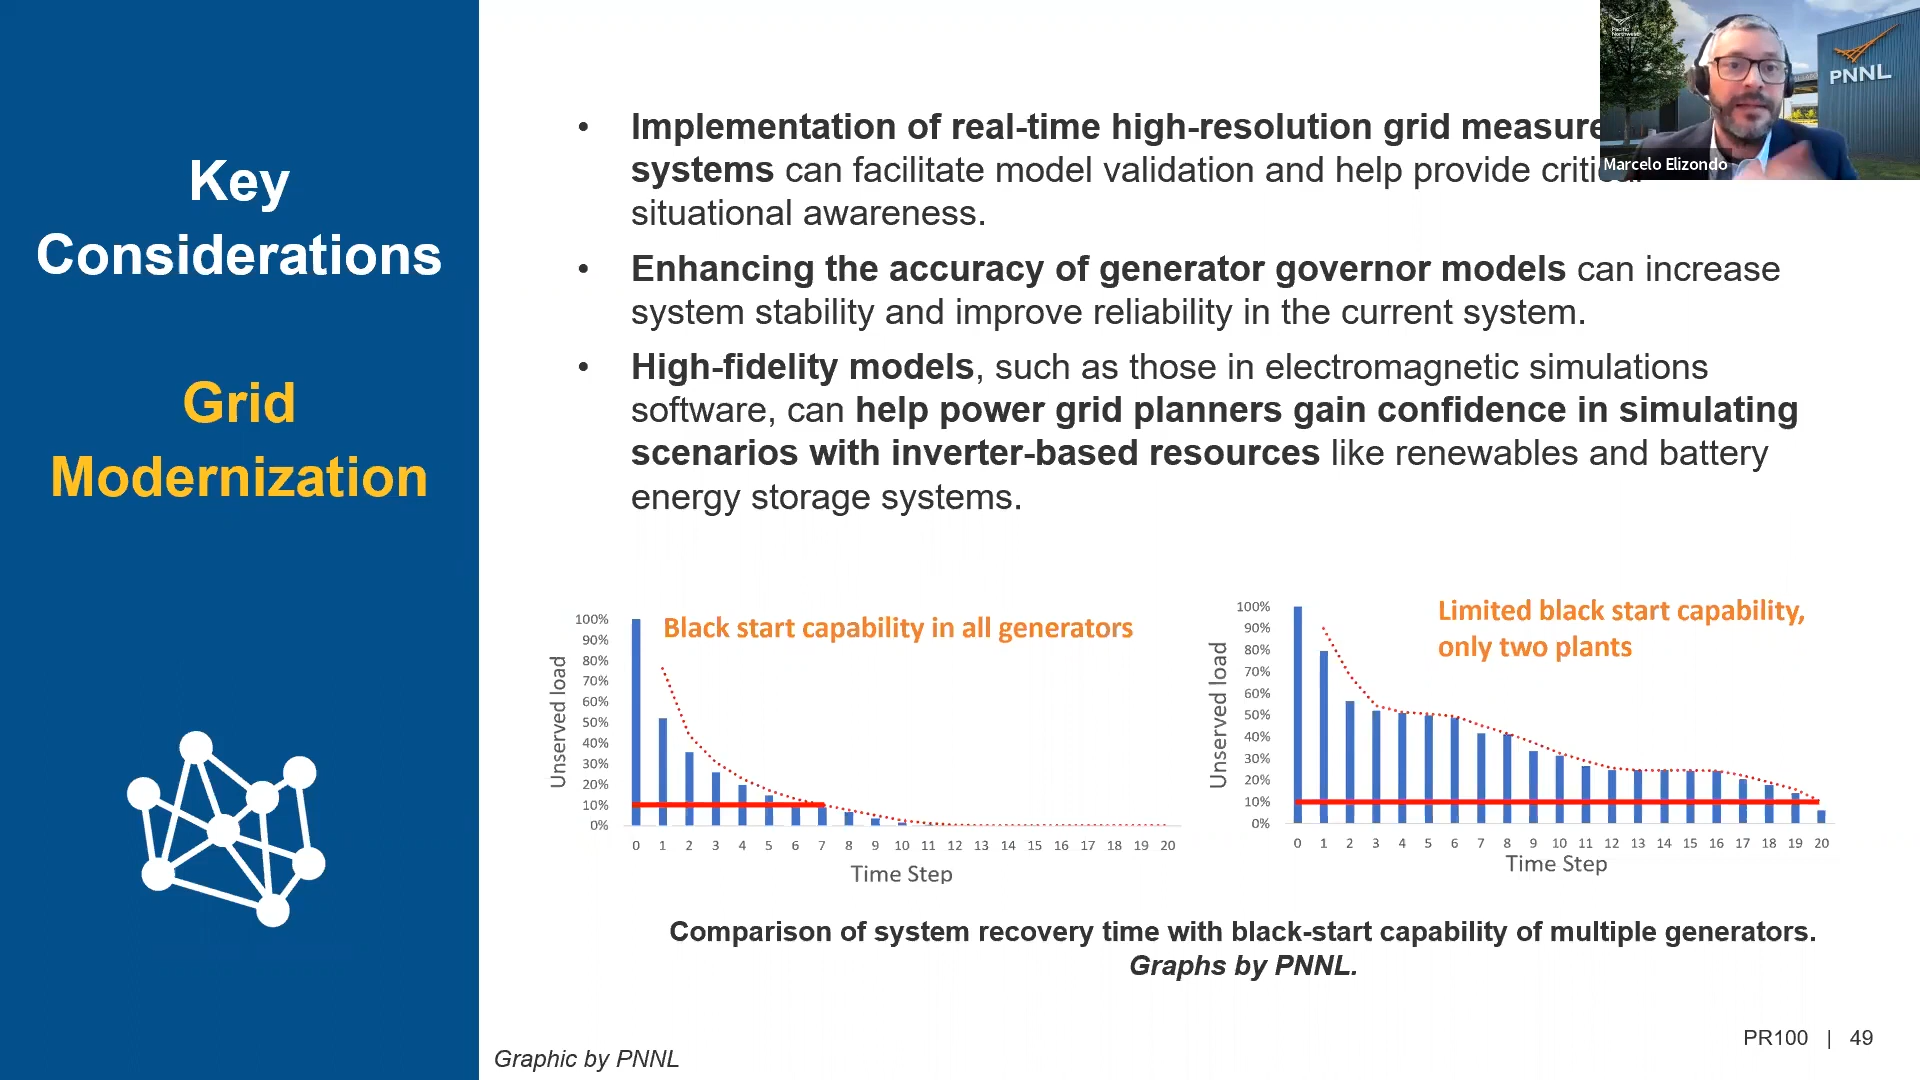 Key
Considerations
Grid
Modernization
• Implementation of real-time high-resolution grid measure
systems can facilitate model validation and help provide critical
situational awareness.
• Enhancing the accuracy of generator governor models can increase
system stability and improve reliability in the current system.
• High-fidelity models, such as those in electromagnetic simulations
software, can help power grid planners gain confidence in simulating
scenarios with inverter-based resources like renewables and battery
energy storage systems.
Pacific
Northwest
PNNL
Marcelo Elizondo
Black start capability in all generators
Unserved load
100%
90%
80%
70%
60%
50%
40%
30%
20%
10%
0%
0 1 2 3 4 5 6 7 8 9 10 11 12 13 14 15 16 17 18 19 20
Time Step
Limited black start capability,
only two plants
Unserved load
100%
90%
80%
70%
60%
50%
40%
30%
20%
10%
0%
0 1 2 3 4 5 6 7 8 9 10 11 12 13 14 15 16 17 18 19 20
Time Step
Comparison of system recovery time with black-start capability of multiple generators.
Graphs by PNNL.
Graphic by PNNL
PR100 | 49